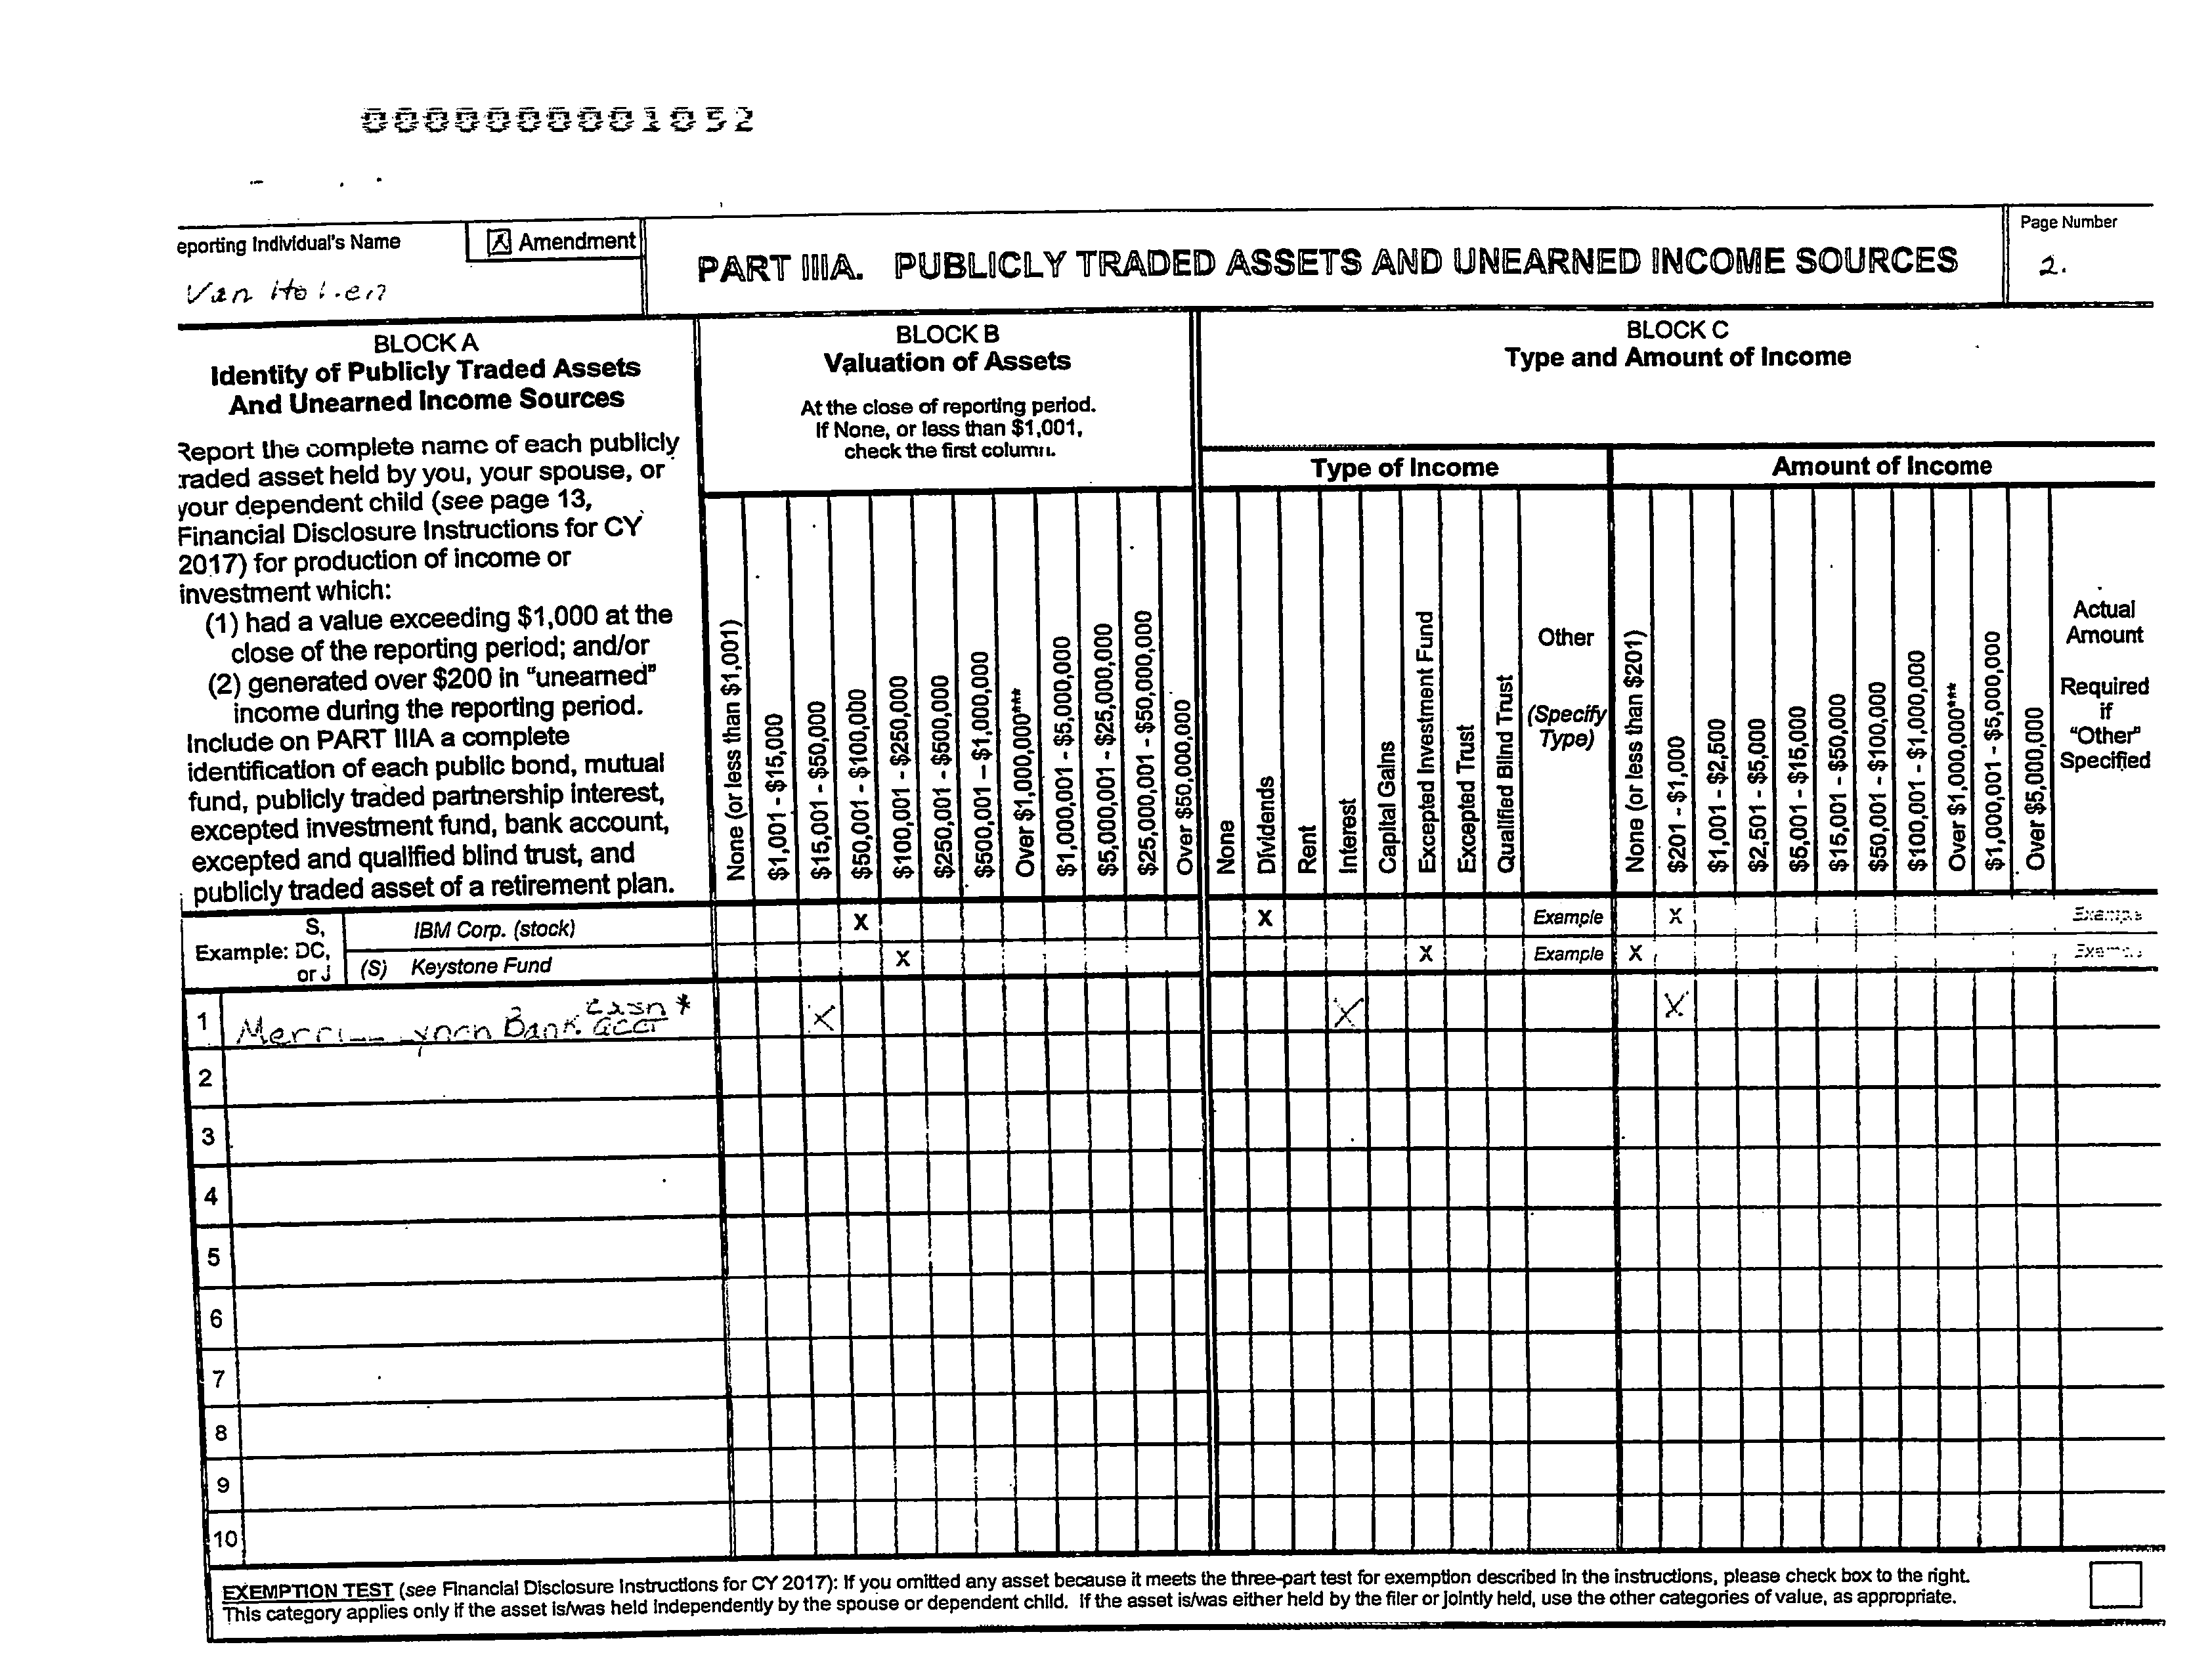 0000000001052
eporting Individual's Name
Amendment
Van Hollen
PART IIIA. PUBLICLY TRADED ASSETS AND UNEARNED INCOME SOURCES
Page Number
2.
BLOCK A
Identity of Publicly Traded Assets
And Unearned Income Sources
Report the complete name of each publicly
raded asset held by you, your spouse, or
your dependent child (see page 13,
Financial Disclosure Instructions for CY
2017) for production of income or
investment which:
(1) had a value exceeding $1,000 at the
close of the reporting period; and/or
(2) generated over $200 in "unearned"
income during the reporting period.
Include on PART IIIA a complete
identification of each public bond, mutual
fund, publicly traded partnership interest,
excepted investment fund, bank account,
excepted and qualified blind trust, and
publicly traded asset of a retirement plan.
BLOCK B
Valuation of Assets
At the close of reporting period.
If None, or less than $1,001,
check the first column.
None (or less than $1,001)
$1,001 - $15,000
$15,001 - $50,000
$50,001 - $100,000
$100,001 - $250,000
$250,001 - $500,000
$500,001 – $1,000,000
Over $1,000,000***
$1,000,001 - $5,000,000
$5,000,001 - $25,000,000
$25,000,001 - $50,000,000
Over $50,000,000
BLOCK C
Type and Amount of Income
Type of Income
None
Dividends
Rent
Interest
Capital Gains
Excepted Investment Fund
Excepted Trust
Qualified Blind Trust
Other
(Specify
Type)
Amount of Income
None (or less than $201)
$201 - $1,000
$1,001 - $2,500
$2,501 - $5,000
$5,001 - $15,000
$15,001 - $50,000
$50,001 - $100,000
$100,001 - $1,000,000
Over $1,000,000***
$1,000,001 - $5,000,000
Over $5,000,000
Actual
Amount
Required
if
"Other"
Specified
Example: S, DC, or J
IBM Corp. (stock) X X Example X Example
(S) Keystone Fund X X Example X Example
1 Merrill Lynch Bank cash acct * X X X
2
3
4
5
6
7
8
9
10
EXEMPTION TEST (see Financial Disclosure Instructions for CY 2017): If you omitted any asset because it meets the three-part test for exemption described in the instructions, please check box to the right.
This category applies only if the asset is/was held independently by the spouse or dependent child. If the asset is/was either held by the filer or jointly held, use the other categories of value, as appropriate.